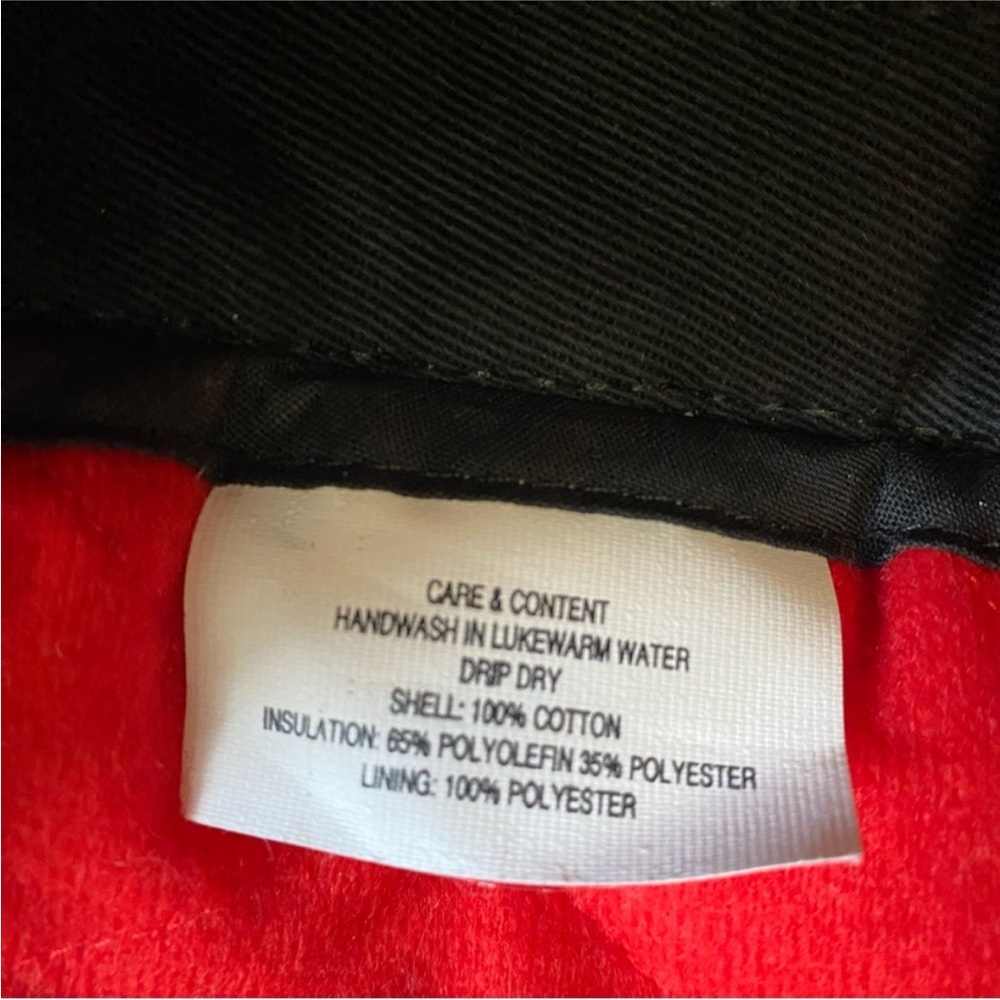 CARE & CONTENT
HANDWASH IN LUKEWARM WATER
DRIP DRY
SHELL: 100% COTTON
INSULATION: 65% POLYOLEFIN 35% POLYESTER
LINING: 100% POLYESTER